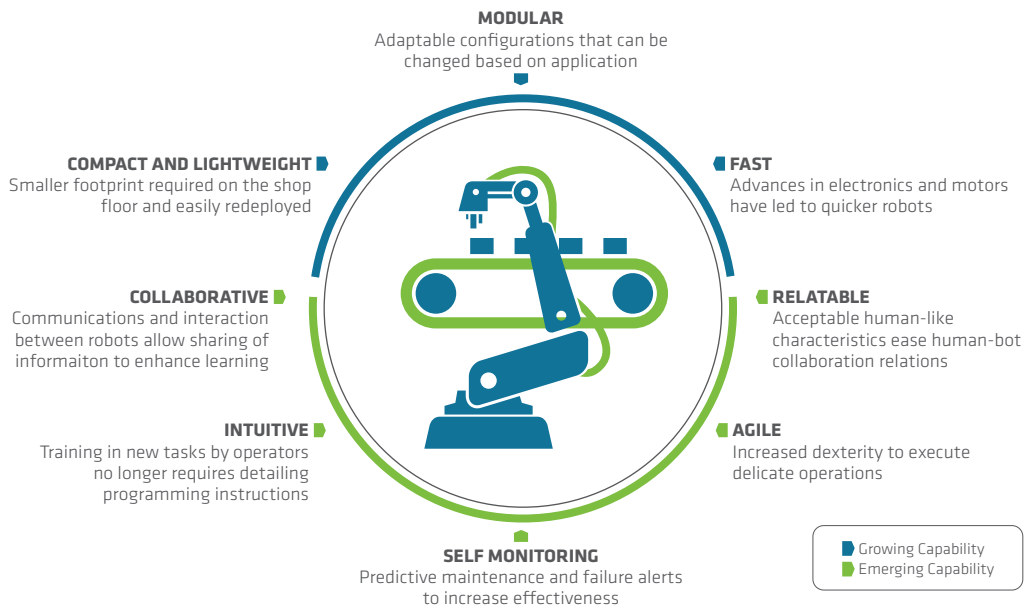 MODULAR
Adaptable configurations that can be
changed based on application
COMPACT AND LIGHTWEIGHT
Smaller footprint required on the shop
floor and easily redeployed
FAST
Advances in electronics and motors
have led to quicker robots
COLLABORATIVE
Communications and interaction
between robots allow sharing of
informaiton to enhance learning
RELATABLE
Acceptable human-like
characteristics ease human-bot
collaboration relations
INTUITIVE
Training in new tasks by operators
no longer requires detailing
programming instructions
AGILE
Increased dexterity to execute
delicate operations
SELF MONITORING
Predictive maintenance and failure alerts
to increase effectiveness
Growing Capability
Emerging Capability